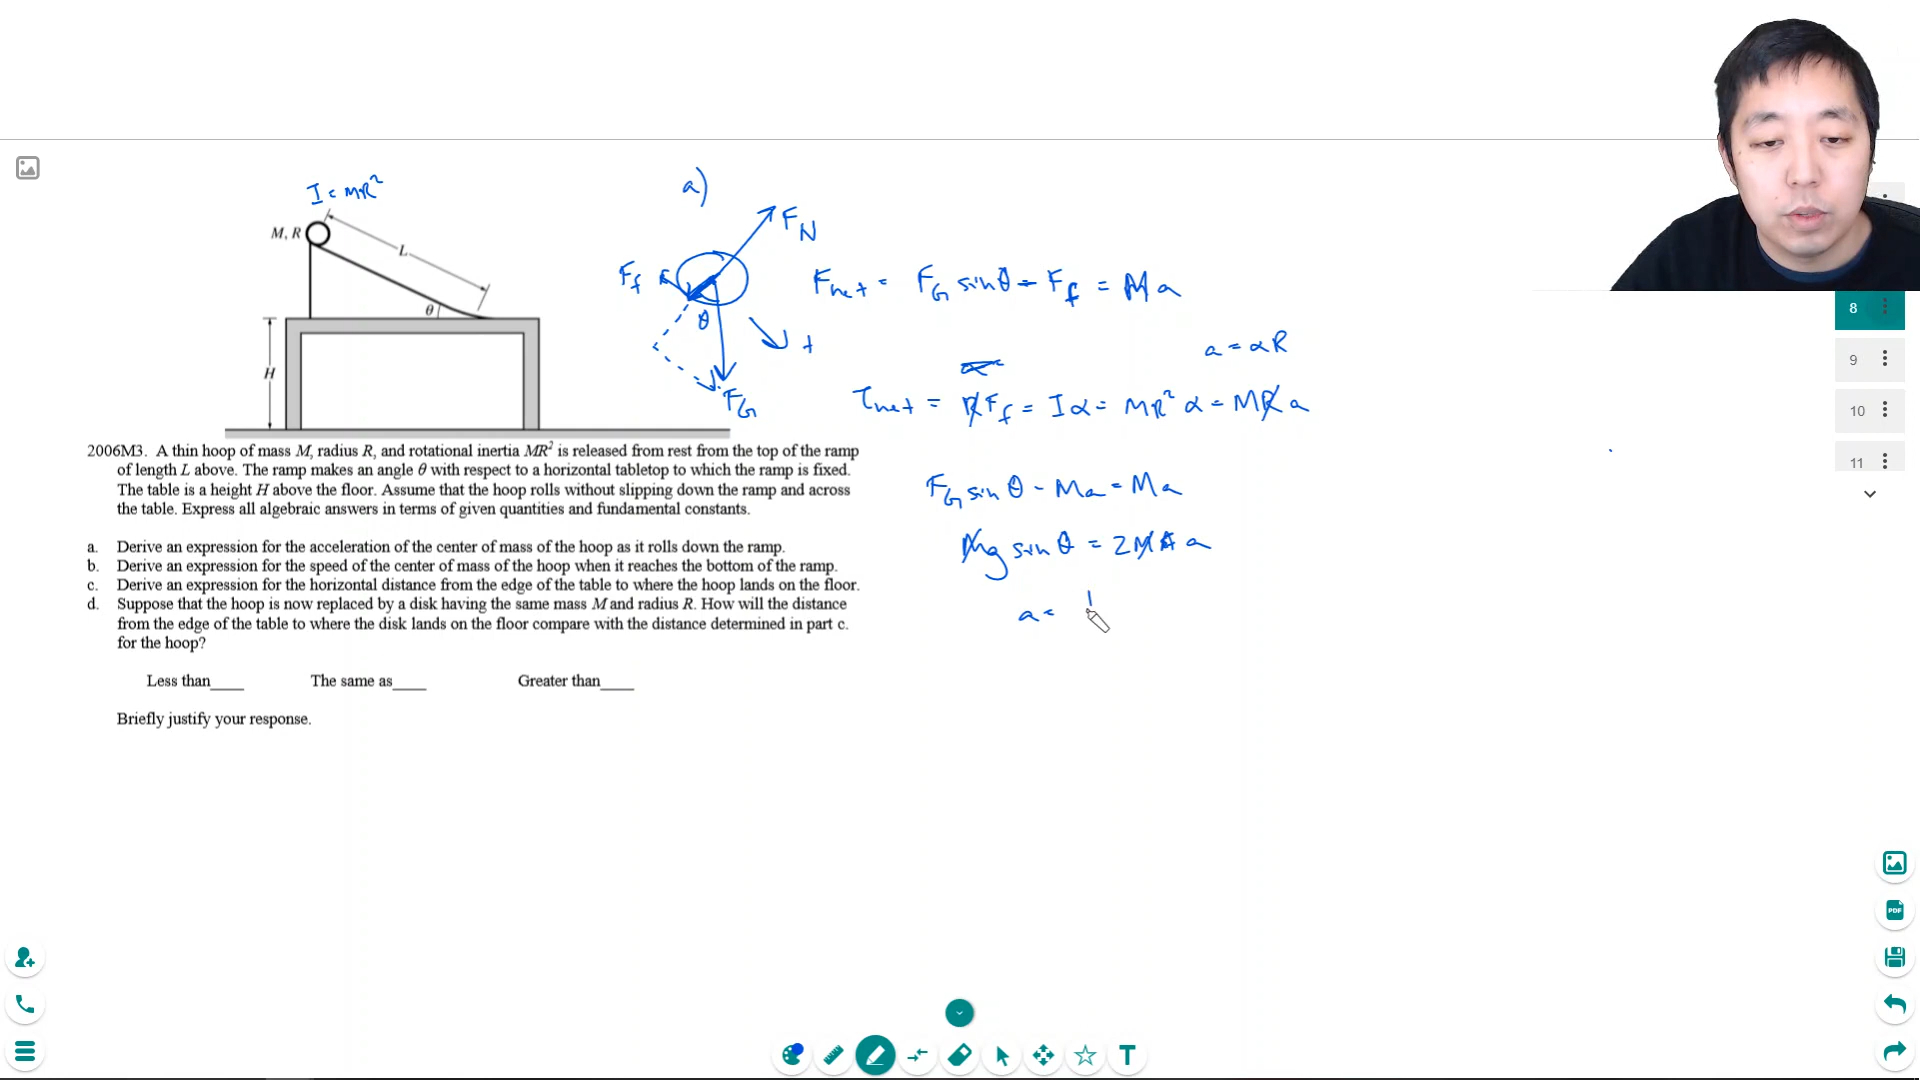 I = MR²
M, R
L
θ
H
a)
F_N
F_f
θ
+
F_G
F_net = F_G sin θ - F_f = Ma
a = αR
τ_net = RF_f = Iα = MR² α = MRa
F_G sin θ - Ma = Ma
Mg sin θ = 2Ma
a = 1
2006M3. A thin hoop of mass M, radius R, and rotational inertia MR² is released from rest from the top of the ramp
of length L above. The ramp makes an angle θ with respect to a horizontal tabletop to which the ramp is fixed.
The table is a height H above the floor. Assume that the hoop rolls without slipping down the ramp and across
the table. Express all algebraic answers in terms of given quantities and fundamental constants.
a. Derive an expression for the acceleration of the center of mass of the hoop as it rolls down the ramp.
b. Derive an expression for the speed of the center of mass of the hoop when it reaches the bottom of the ramp.
c. Derive an expression for the horizontal distance from the edge of the table to where the hoop lands on the floor.
d. Suppose that the hoop is now replaced by a disk having the same mass M and radius R. How will the distance
from the edge of the table to where the disk lands on the floor compare with the distance determined in part c.
for the hoop?
Less than____ The same as____ Greater than____
Briefly justify your response.
8
9
10
11
PDF
T